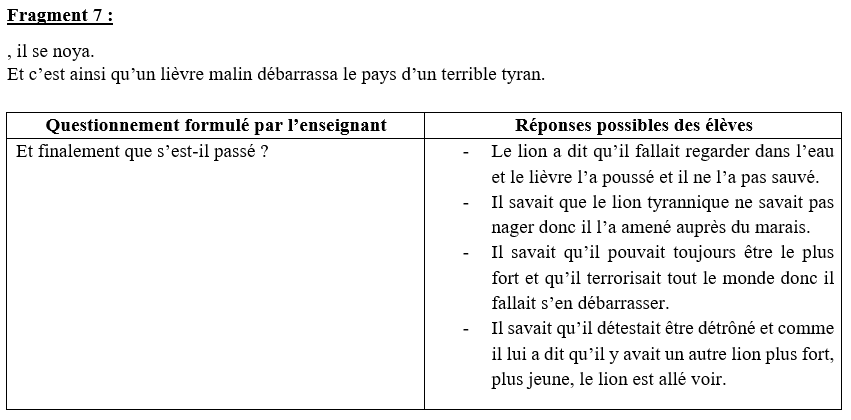 Fragment 7 :
, il se noya.
Et c’est ainsi qu’un lièvre malin débarrassa le pays d’un terrible tyran.
Questionnement formulé par l’enseignant
Réponses possibles des élèves
Et finalement que s’est-il passé ?
- Le lion a dit qu’il fallait regarder dans l’eau
et le lièvre l’a poussé et il ne l’a pas sauvé.
- Il savait que le lion tyrannique ne savait pas
nager donc il l’a amené auprès du marais.
- Il savait qu’il pouvait toujours être le plus
fort et qu’il terrorisait tout le monde donc il
fallait s’en débarrasser.
- Il savait qu’il détestait être détrôné et comme
il lui a dit qu’il y avait un autre lion plus fort,
plus jeune, le lion est allé voir.